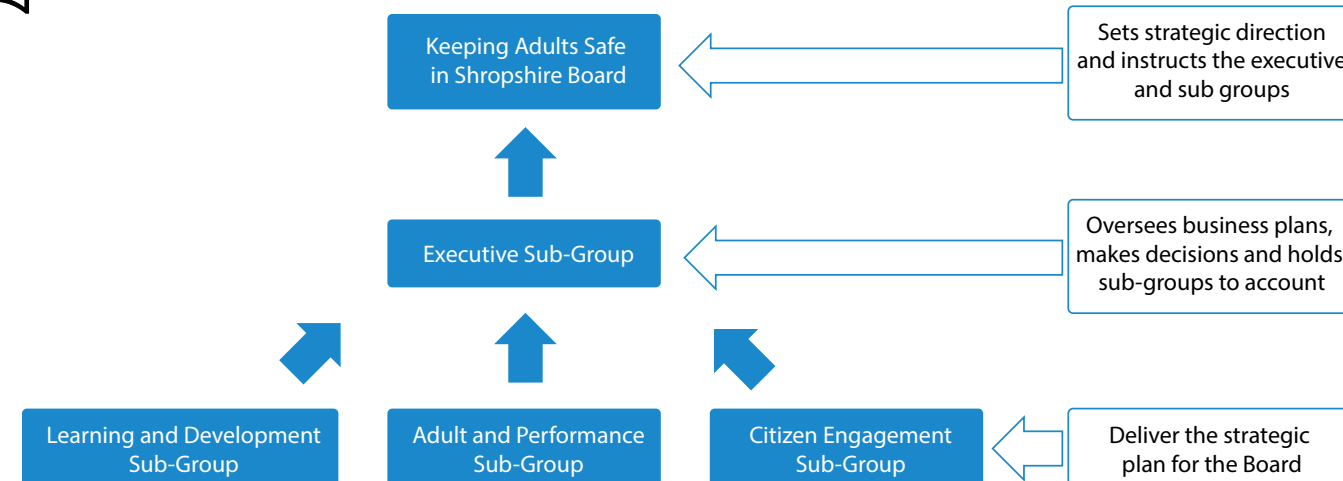 Keeping Adults Safe
in Shropshire Board
Sets strategic direction
and instructs the executive
and sub groups
Executive Sub-Group
Oversees business plans,
makes decisions and holds
sub-groups to account
Learning and Development
Sub-Group
Adult and Performance
Sub-Group
Citizen Engagement
Sub-Group
Deliver the strategic
plan for the Board